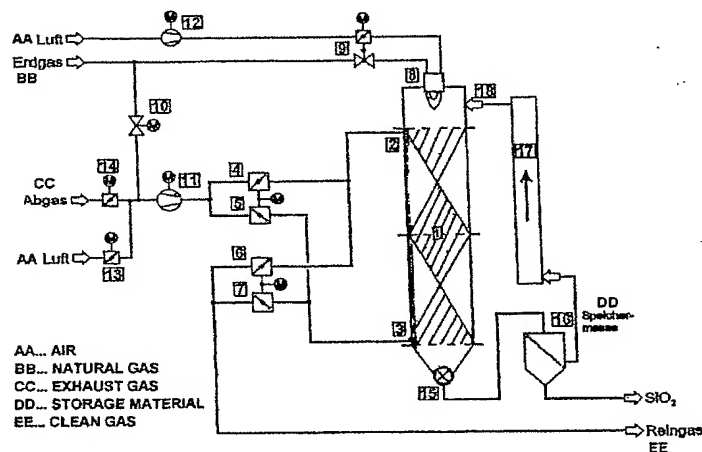 12
AA Luft
9
Erdgas
BB
8
18
10
2
17
14
4
CC
Abgas
11
5
1
6
AA Luft
13
7
DD
Speicher-
masse
3
16
AA... AIR
BB... NATURAL GAS
CC... EXHAUST GAS
DD... STORAGE MATERIAL
EE... CLEAN GAS
15
SiO₂
Reingas
EE